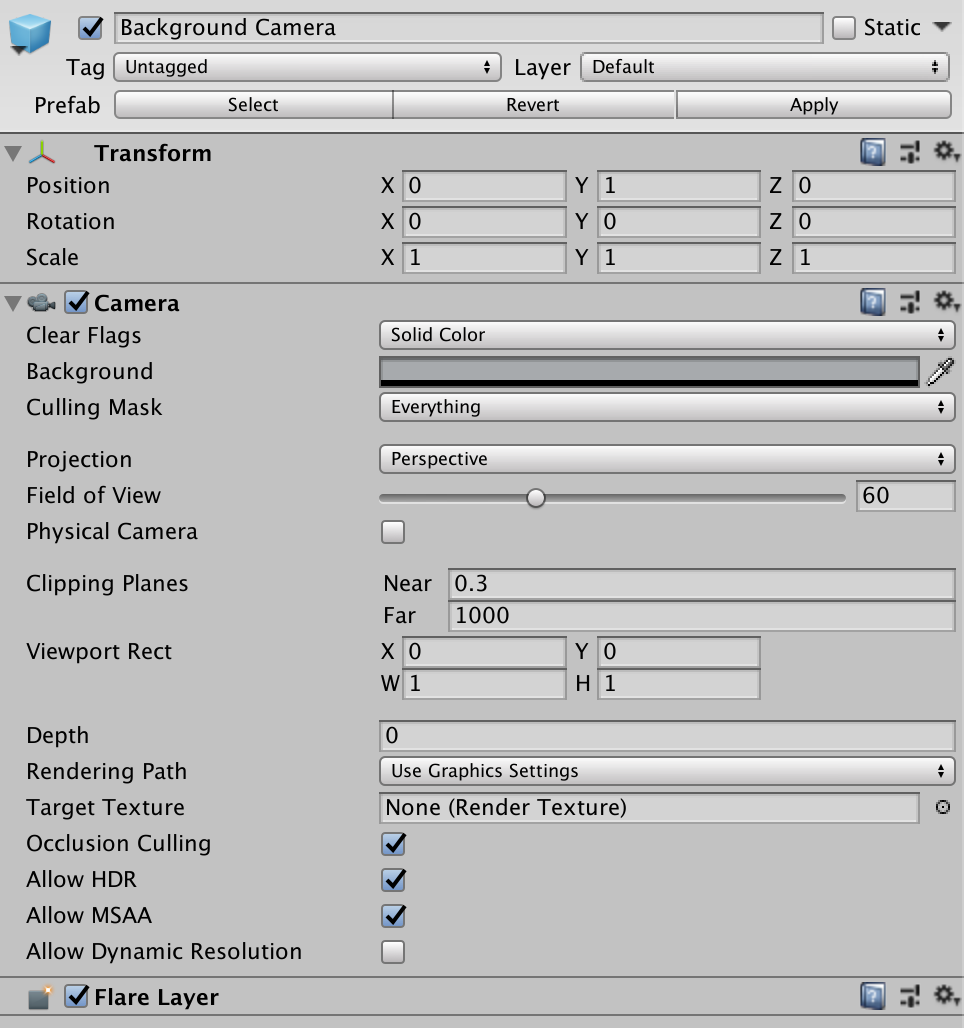 Background Camera Static
Tag Untagged Layer Default
Prefab Select Revert Apply
Transform
Position X 0 Y 1 Z 0
Rotation X 0 Y 0 Z 0
Scale X 1 Y 1 Z 1
Camera
Clear Flags Solid Color
Background
Culling Mask Everything
Projection Perspective
Field of View 60
Physical Camera
Clipping Planes Near 0.3
Far 1000
Viewport Rect X 0 Y 0
W 1 H 1
Depth 0
Rendering Path Use Graphics Settings
Target Texture None (Render Texture)
Occlusion Culling
Allow HDR
Allow MSAA
Allow Dynamic Resolution
Flare Layer